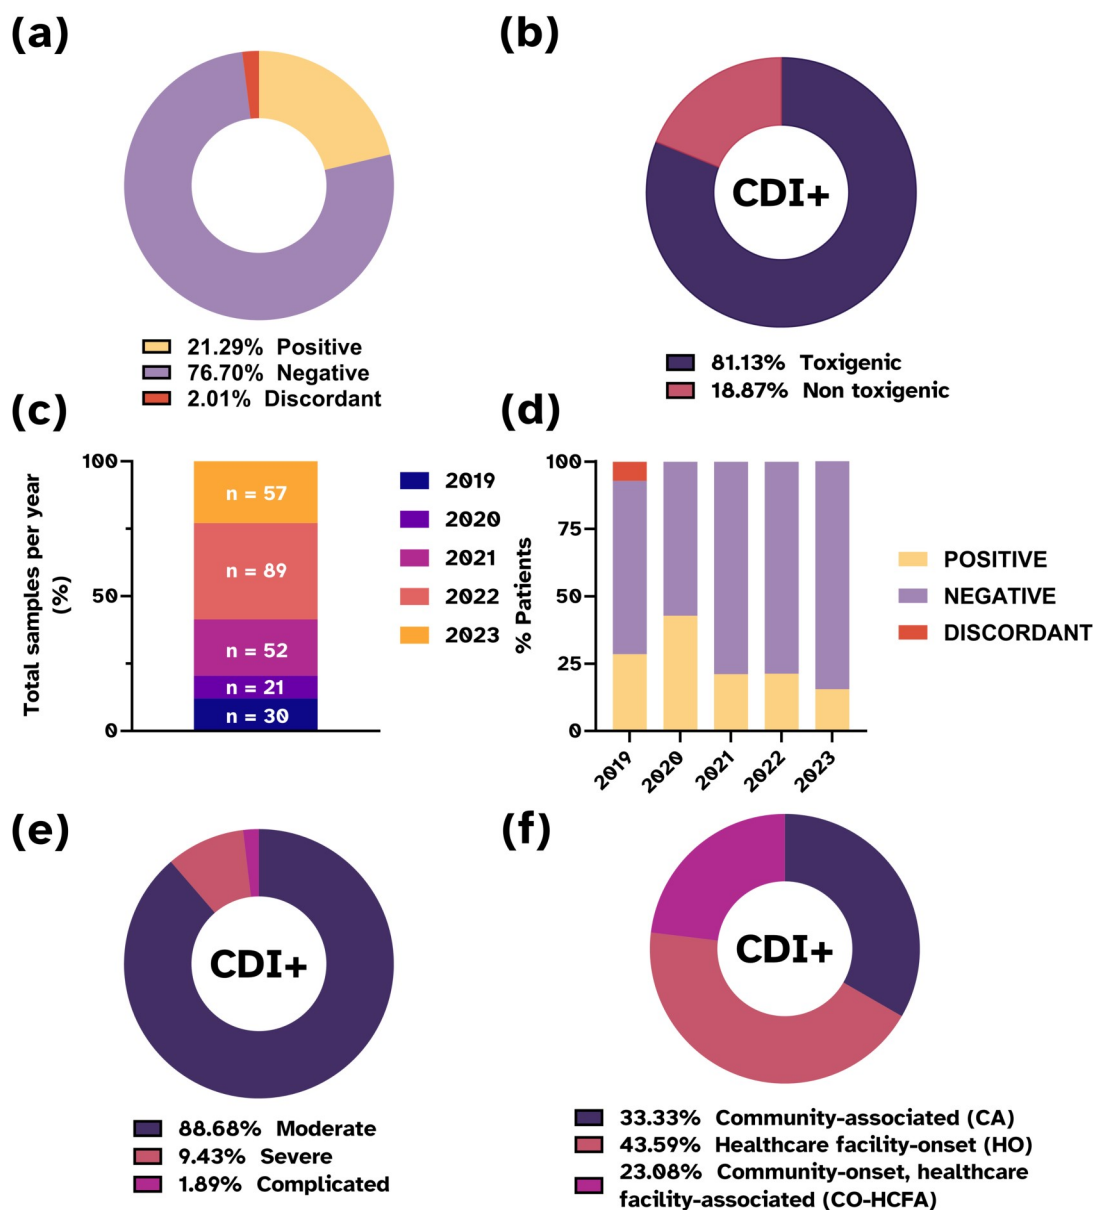 (a)
21.29% Positive
76.70% Negative
2.01% Discordant
(b)
CDI+
81.13% Toxigenic
18.87% Non toxigenic
(c)
Total samples per year
(%)
100
50
0
n = 57
n = 89
n = 52
n = 21
n = 30
2019
2020
2021
2022
2023
(d)
% Patients
100
75
50
25
0
2019
2020
2021
2022
2023
POSITIVE
NEGATIVE
DISCORDANT
(e)
CDI+
88.68% Moderate
9.43% Severe
1.89% Complicated
(f)
CDI+
33.33% Community-associated (CA)
43.59% Healthcare facility-onset (HO)
23.08% Community-onset, healthcare
facility-associated (CO-HCFA)